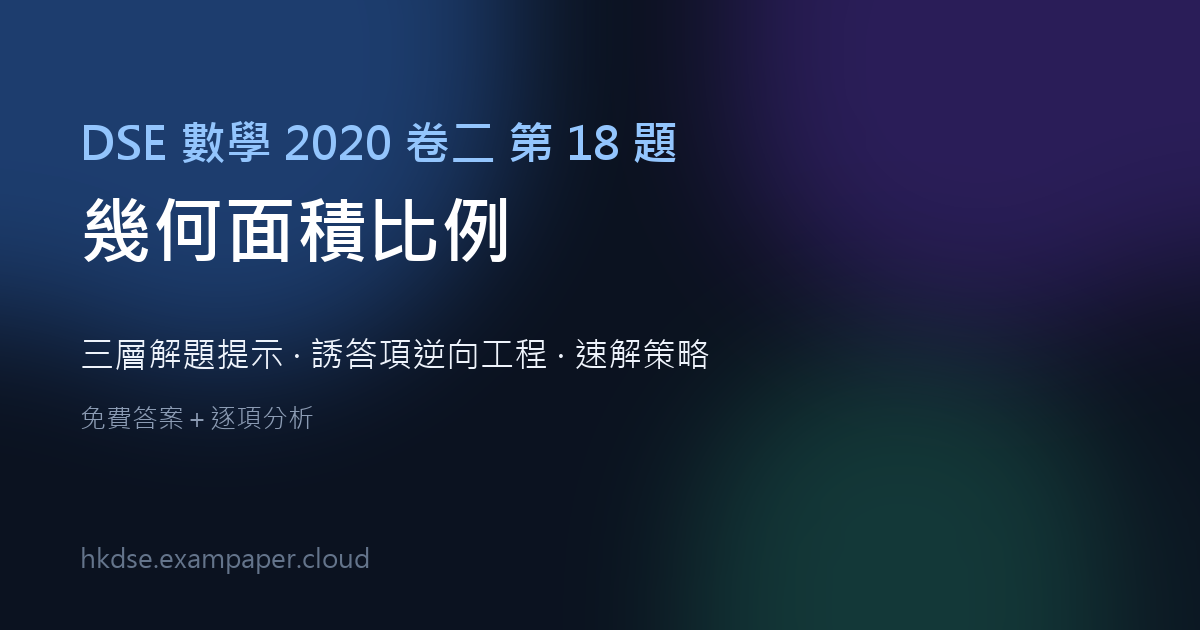 DSE 數學 2020 卷二 第 18 題
幾何面積比例
三層解題提示 · 誘答項逆向工程 · 速解策略
免費答案 + 逐項分析
hkdse.exampaper.cloud